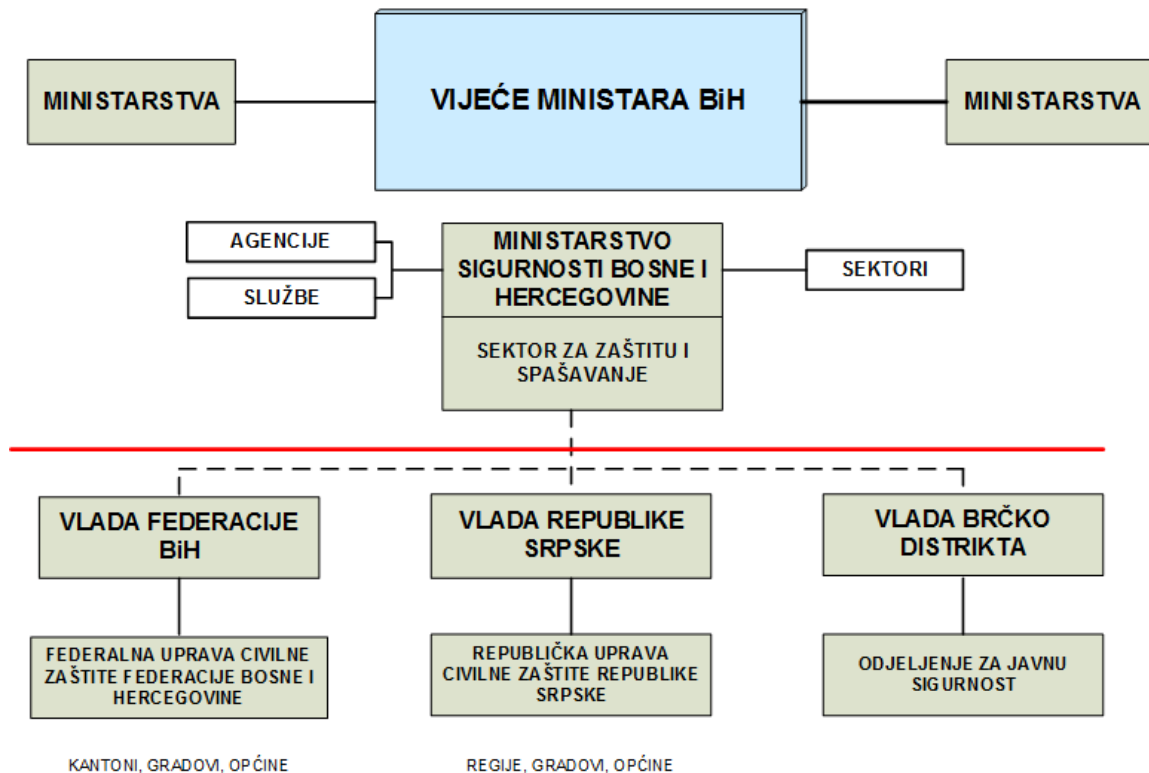 MINISTARSTVA
VIJEĆE MINISTARA BiH
MINISTARSTVA
AGENCIJE
SLUŽBE
MINISTARSTVO
SIGURNOSTI BOSNE I
HERCEGOVINE
SEKTOR ZA ZAŠTITU I
SPAŠAVANJE
SEKTORI
VLADA FEDERACIJE
BiH
VLADA REPUBLIKE
SRPSKE
VLADA BRČKO
DISTRIKTA
FEDERALNA UPRAVA CIVILNE
ZAŠTITE FEDERACIJE BOSNE I
HERCEGOVINE
REPUBLIČKA UPRAVA
CIVILNE ZAŠTITE REPUBLIKE
SRPSKE
ODJELJENJE ZA JAVNU
SIGURNOST
KANTONI, GRADOVI, OPĆINE
REGIJE, GRADOVI, OPĆINE